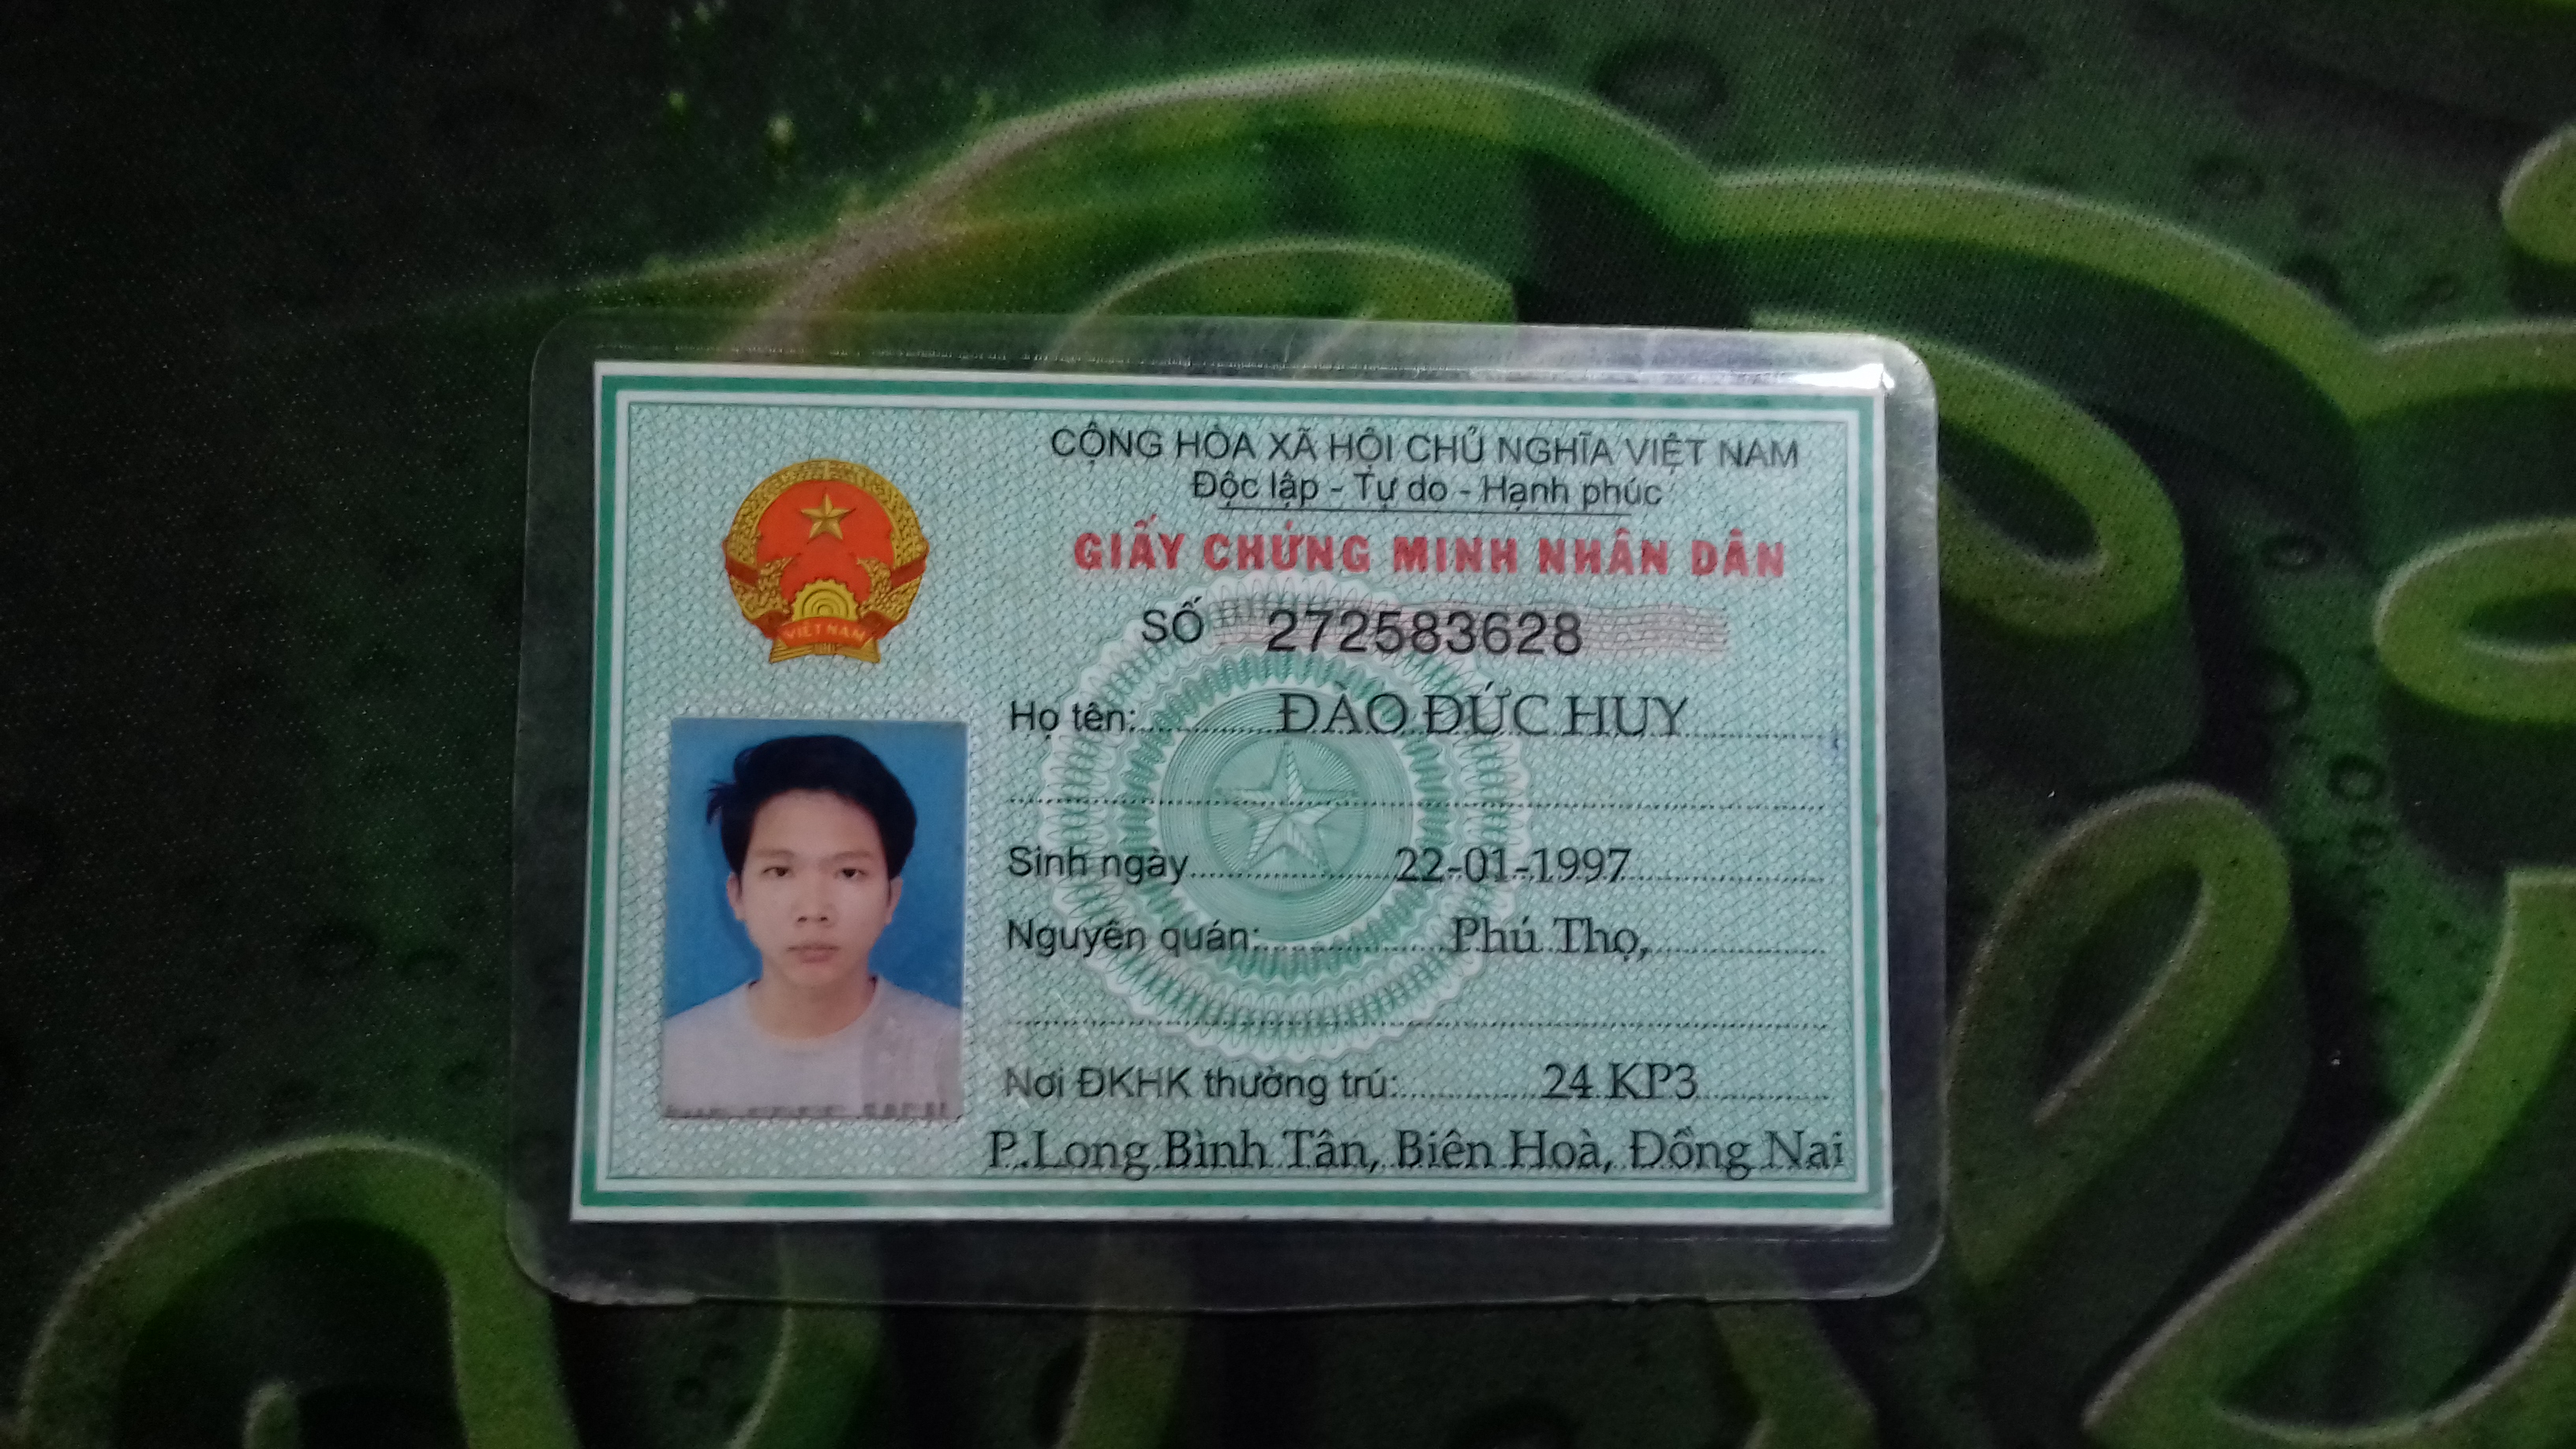 CỘNG HÒA XÃ HỘI CHỦ NGHĨA VIỆT NAM
Độc lập - Tự do - Hạnh phúc
GIẤY CHỨNG MINH NHÂN DÂN
SỐ 272583628
VIỆT NAM
Họ tên: ĐÀO ĐỨC HUY
Sinh ngày 22-01-1997
Nguyên quán: Phú Thọ,
Nơi ĐKHK thường trú: 24 KP3
P.Long Bình Tân, Biên Hoà, Đồng Nai